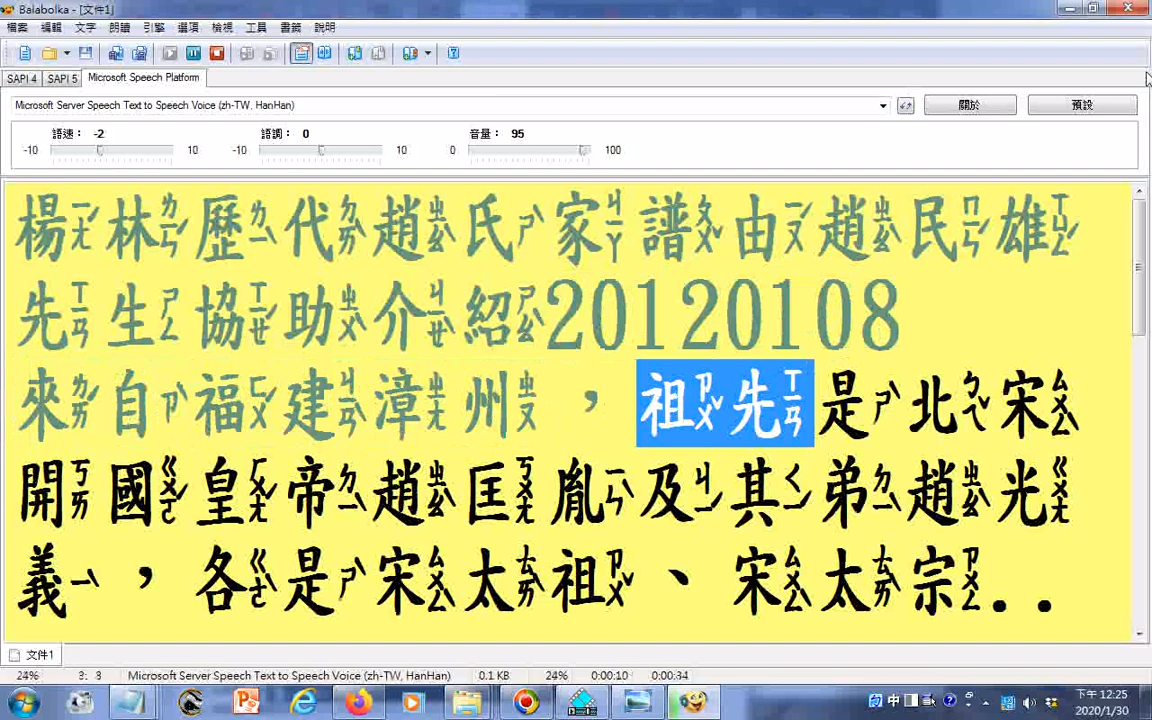 Balabolka - [文件1]
檔案 編輯 文字 朗讀 引擎 選項 檢視 工具 書籤 說明
SAPI 4 SAPI 5 Microsoft Speech Platform
Microsoft Server Speech Text to Speech Voice (zh-TW, HanHan) 關於 預設
語速： -2 語調： 0 音量： 95
-10 10 -10 10 0 100
楊林歷代趙氏家譜由趙民雄
先生協助介紹20120108
來自福建漳州，祖先是北宋
開國皇帝趙匡胤及其弟趙光
義，各是宋太祖、宋太宗..
文件1
24% 3: 3 Microsoft Server Speech Text to Speech Voice (zh-TW, HanHan) 0.1 KB 24% 0:00:10 0:00:34
中 下午 12:25
2020/1/30